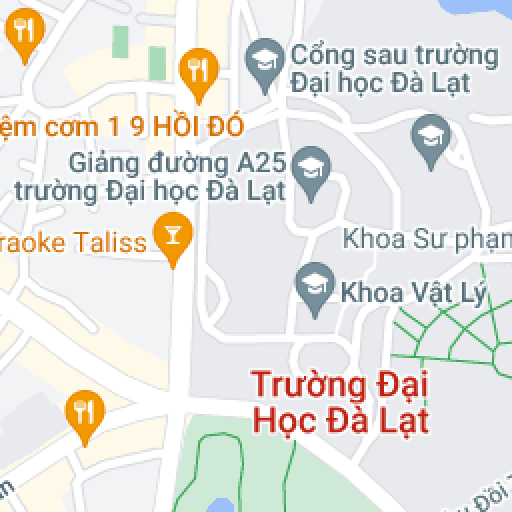 Cổng sau trường
Đại học Đà Lạt
ệm cơm 1 9 HỒI ĐÓ
Giảng đường A25
trường Đại học Đà Lạt
raoke Taliss
Khoa Sư phạm
Khoa Vật Lý
Trường Đại
Học Đà Lạt